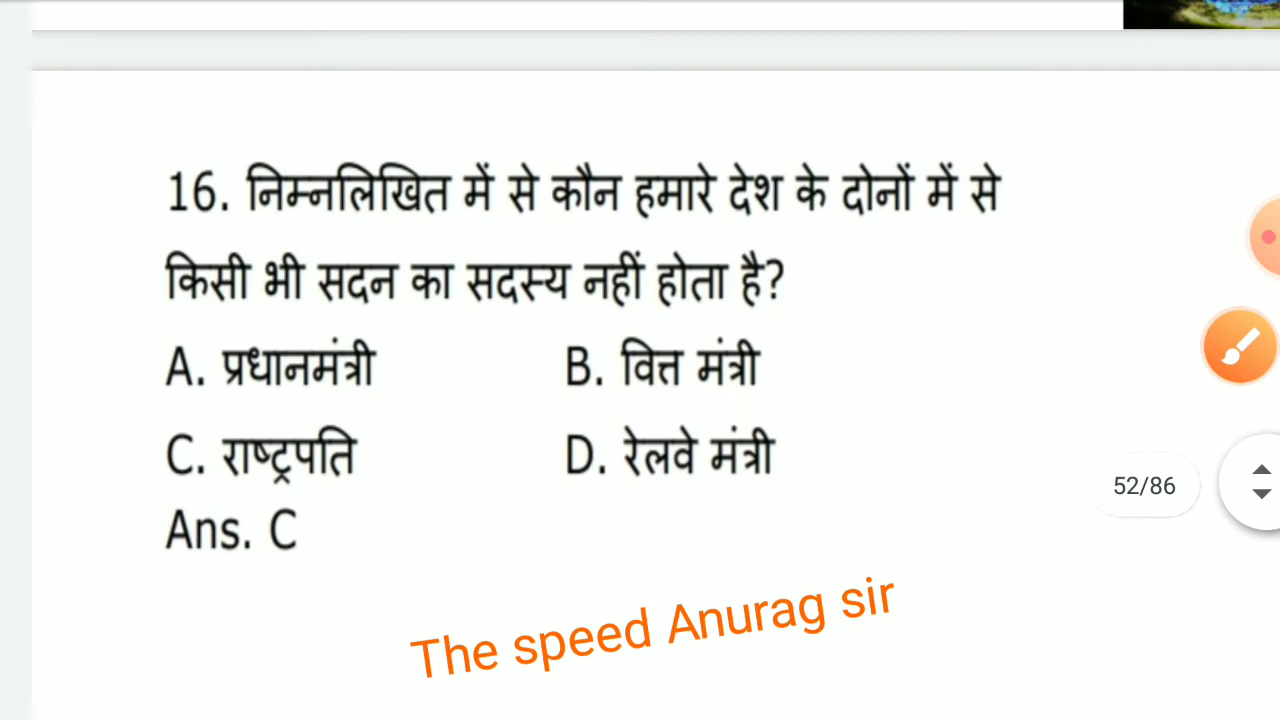 16. निम्नलिखित में से कौन हमारे देश के दोनों में से
किसी भी सदन का सदस्य नहीं होता है?
A. प्रधानमंत्री B. वित्त मंत्री
C. राष्ट्रपति D. रेलवे मंत्री
52/86
Ans. C
The speed Anurag sir